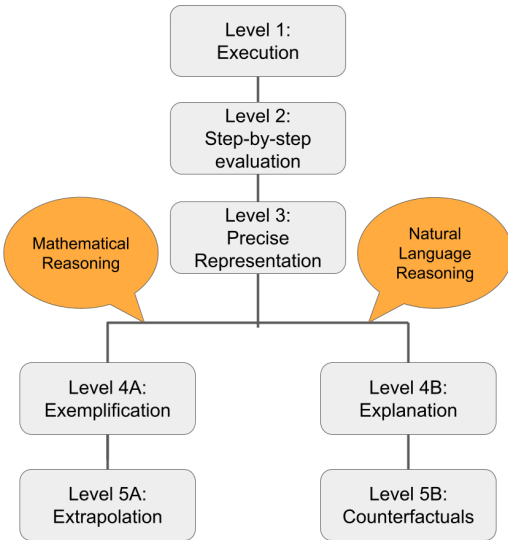 Level 1:
Execution
Level 2:
Step-by-step
evaluation
Level 3:
Precise
Representation
Mathematical
Reasoning
Natural
Language
Reasoning
Level 4A:
Exemplification
Level 4B:
Explanation
Level 5A:
Extrapolation
Level 5B:
Counterfactuals